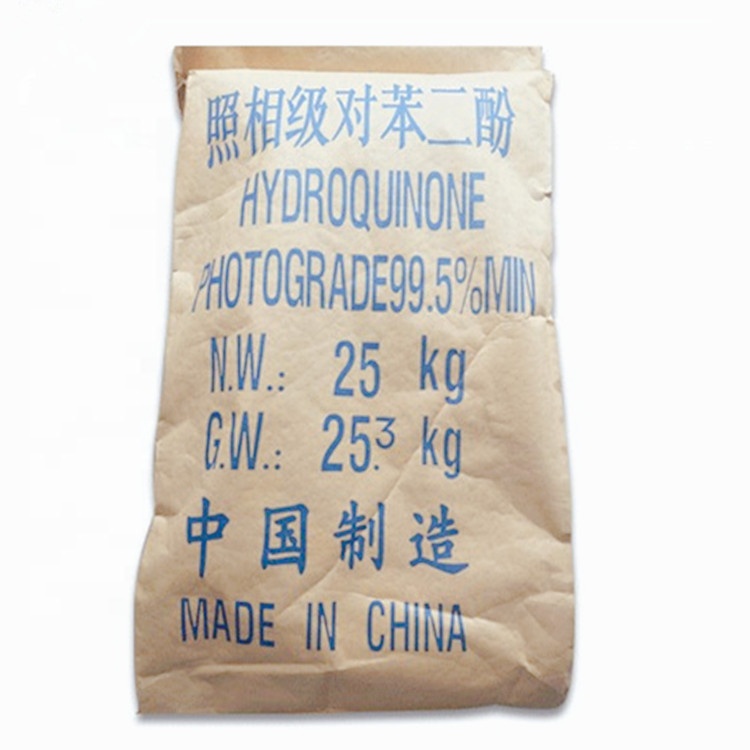 照相级对苯二酚
HYDROQUINONE
PHOTOGRADE99.5%MIN
N.W.: 25 kg
G.W.: 25.3 kg
中国制造
MADE IN CHINA